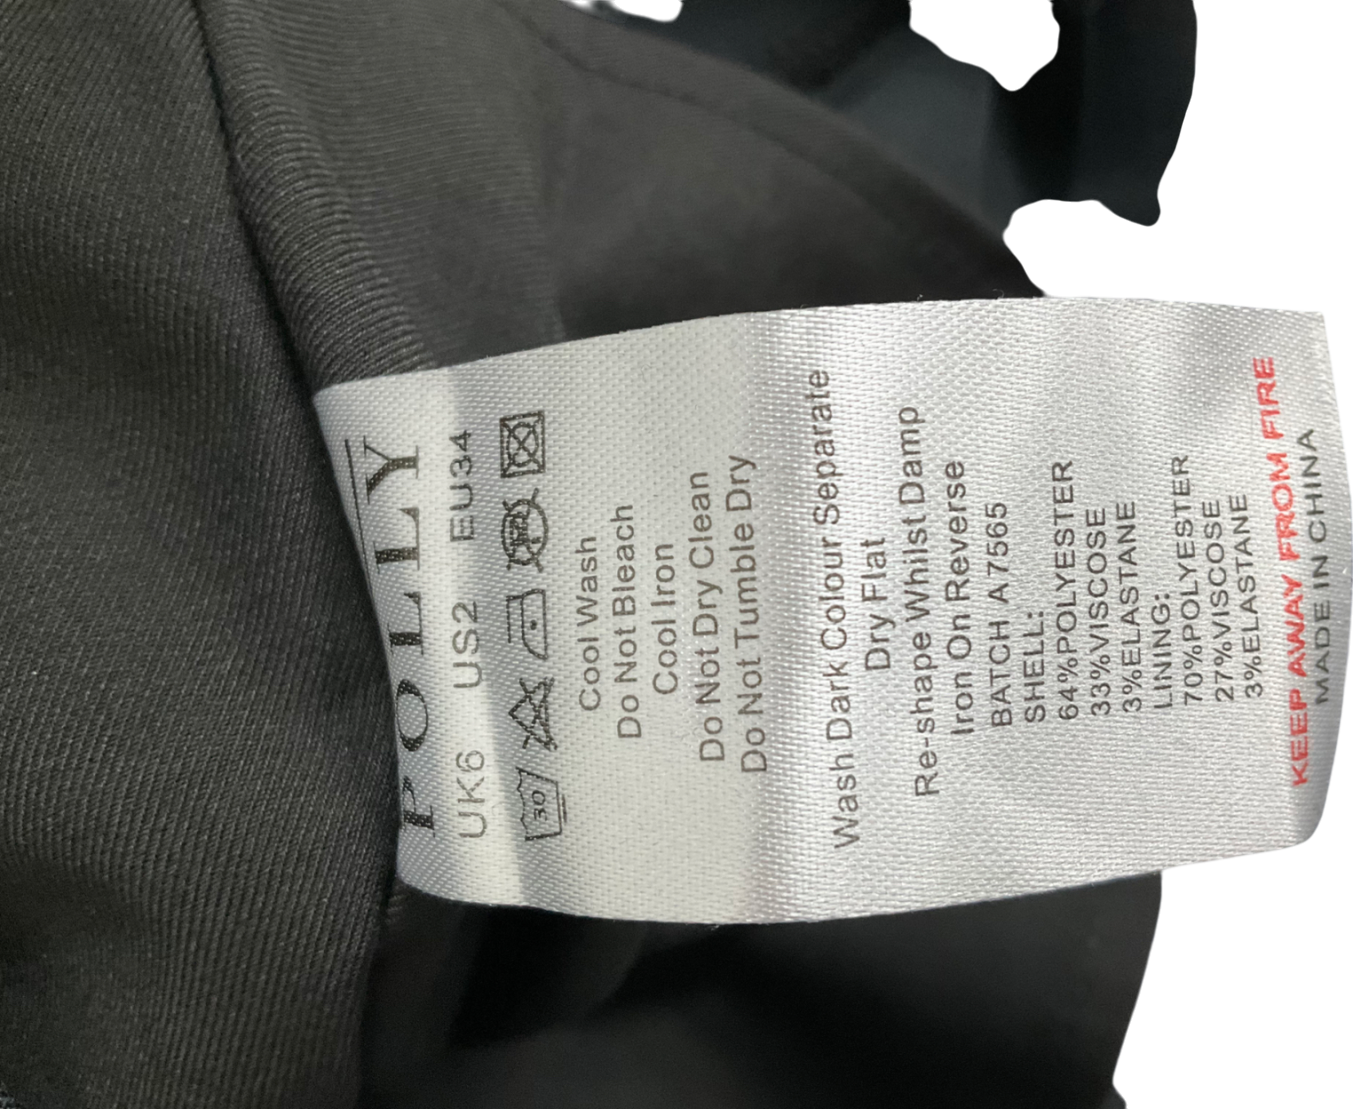 POLLY
UK6 US2 EU34
30
Cool Wash
Do Not Bleach
Cool Iron
Do Not Dry Clean
Do Not Tumble Dry
Wash Dark Colour Separate
Dry Flat
Re-shape Whilst Damp
Iron On Reverse
BATCH A7565
SHELL:
64%POLYESTER
33%VISCOSE
3%ELASTANE
LINING:
70%POLYESTER
27%VISCOSE
3%ELASTANE
KEEP AWAY FROM FIRE
MADE IN CHINA